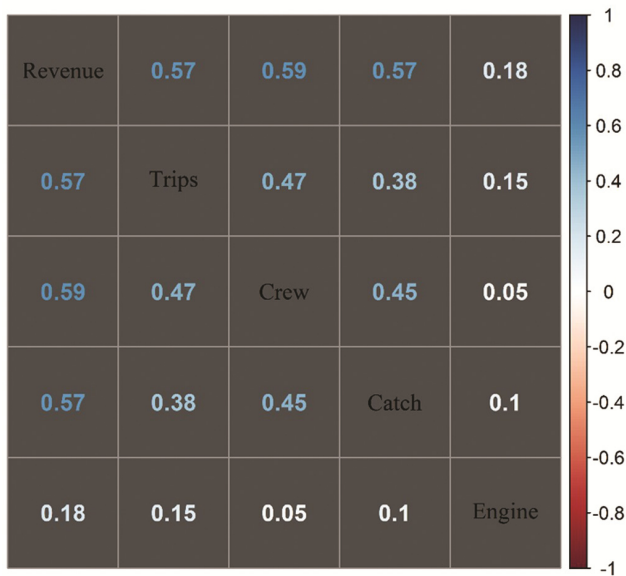 Revenue 0.57 0.59 0.57 0.18
0.57 Trips 0.47 0.38 0.15
0.59 0.47 Crew 0.45 0.05
0.57 0.38 0.45 Catch 0.1
0.18 0.15 0.05 0.1 Engine
1
0.8
0.6
0.4
0.2
0
-0.2
-0.4
-0.6
-0.8
-1